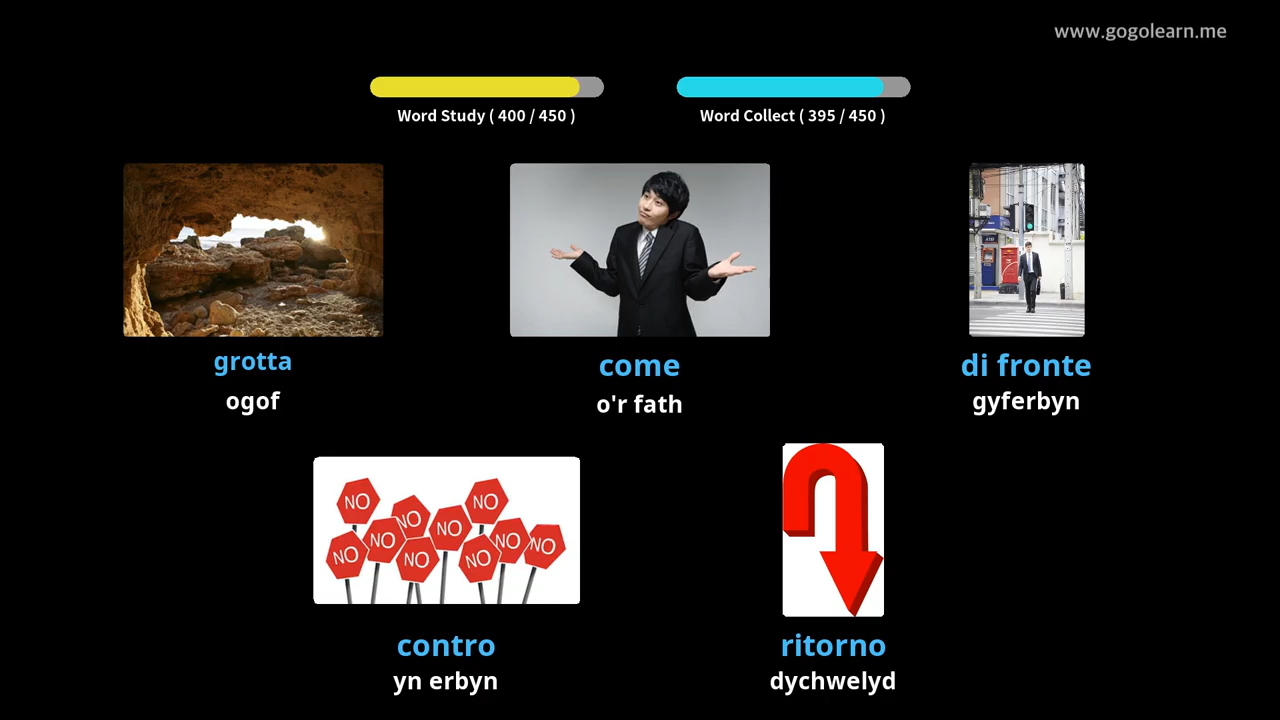 www.gogolearn.me
Word Study ( 400 / 450 )
Word Collect ( 395 / 450 )
grotta
ogof
come
o'r fath
di fronte
gyferbyn
NO
NO
NO
NO
NO
NO
NO
NO
NO
NO
contro
yn erbyn
ritorno
dychwelyd